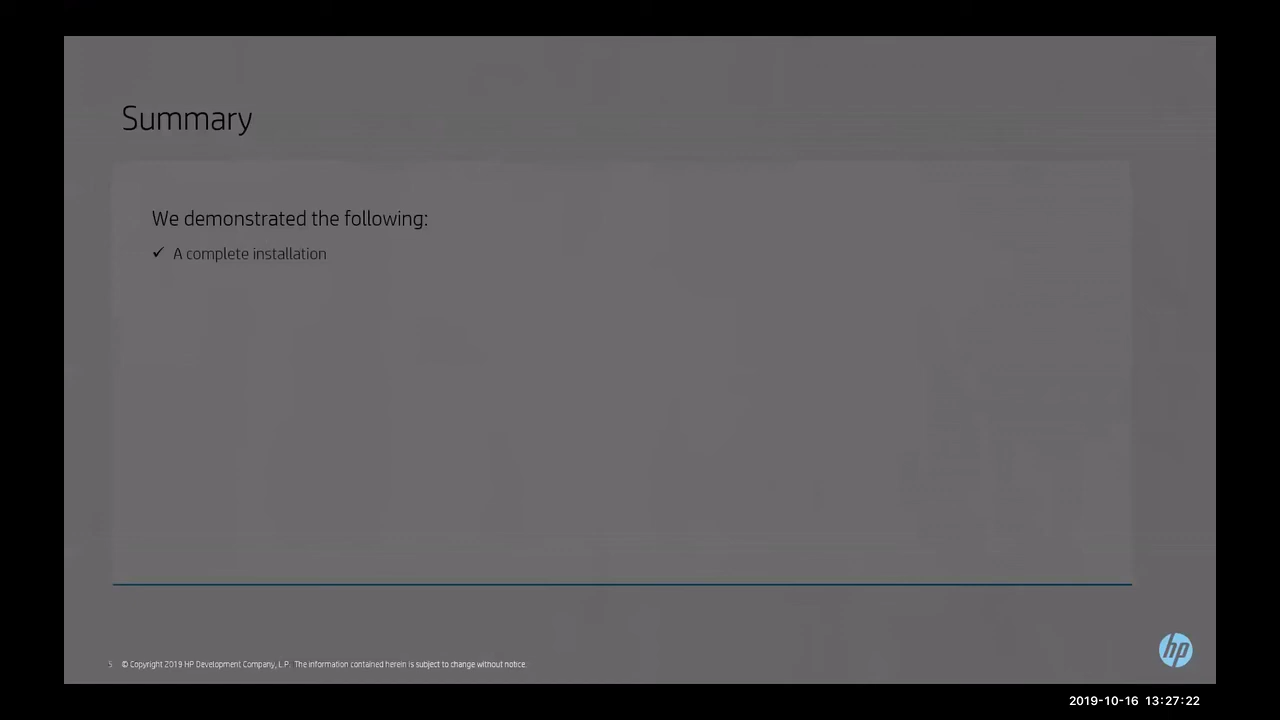 Summary
We demonstrated the following:
✓ A complete installation
5 © Copyright 2019 HP Development Company, L.P. The information contained herein is subject to change without notice.
hp
2019-10-16 13:27:22